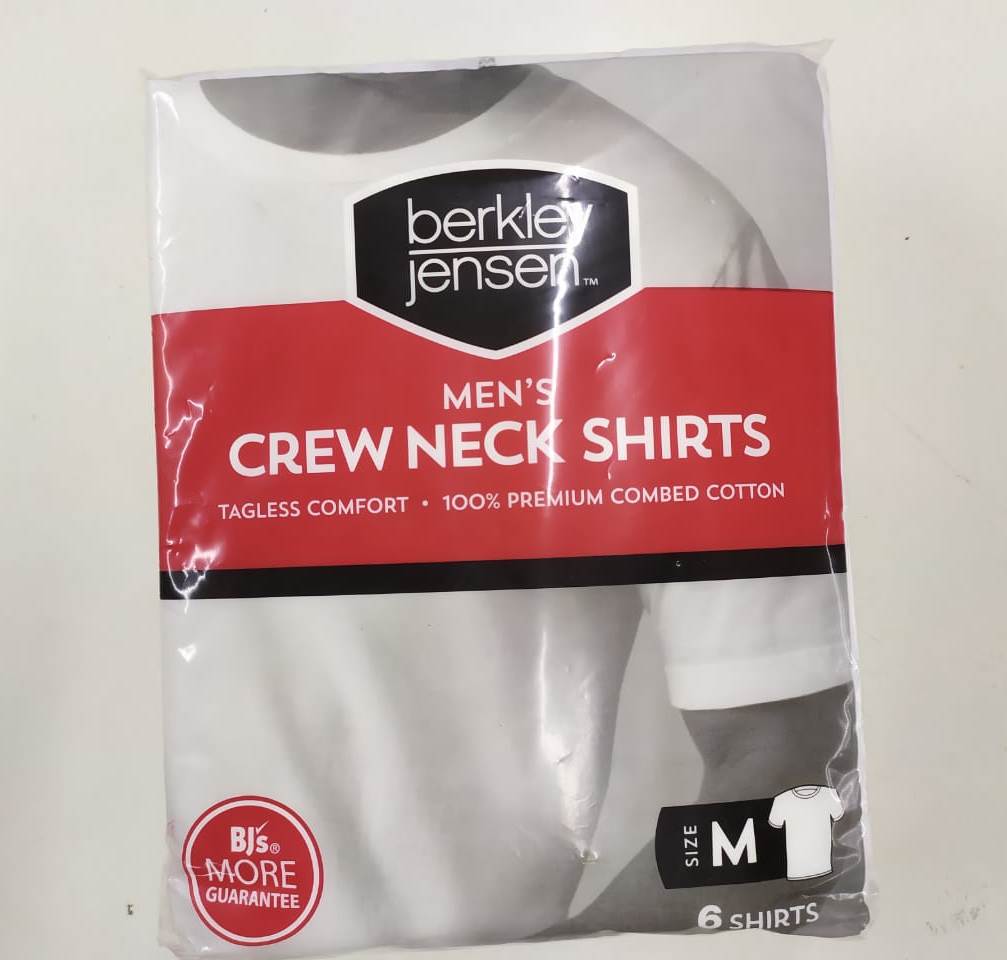 berkley
jensen™
MEN'S
CREW NECK SHIRTS
TAGLESS COMFORT • 100% PREMIUM COMBED COTTON
BJ's®
MORE
GUARANTEE
SIZE M
6 SHIRTS